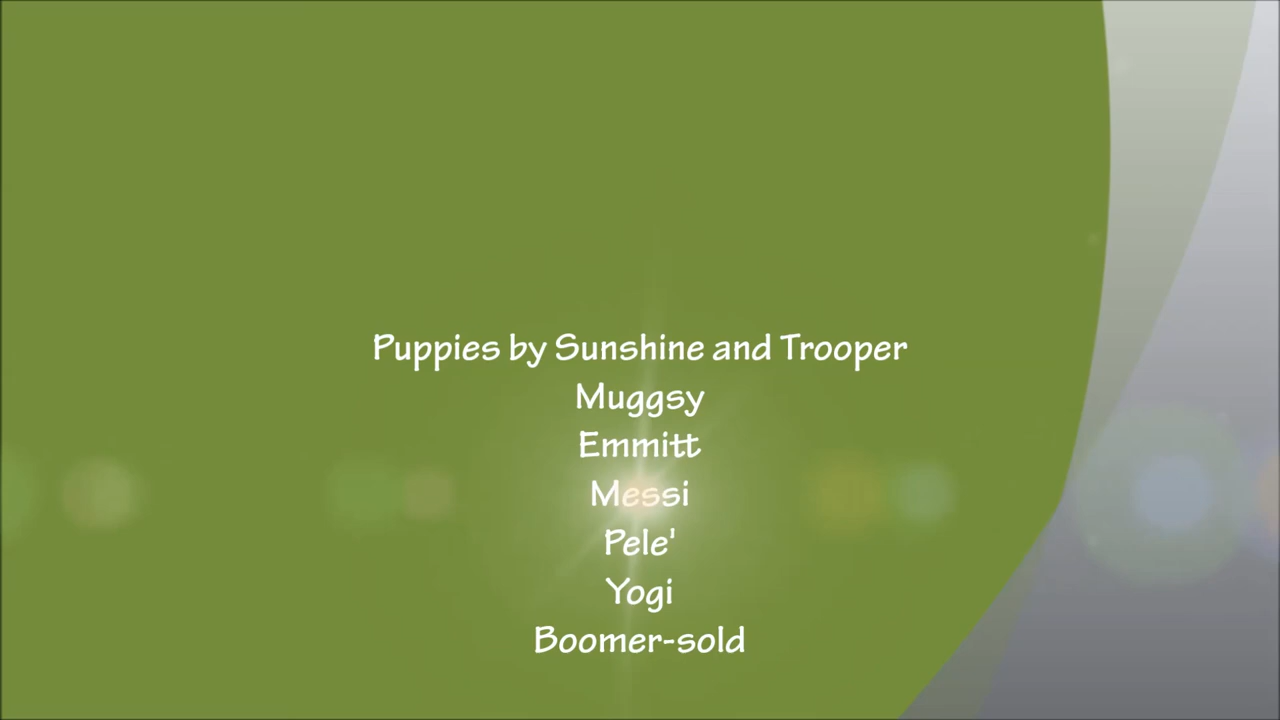 Puppies by Sunshine and Trooper
Muggsy
Emmitt
Messi
Pele'
Yogi
Boomer-sold